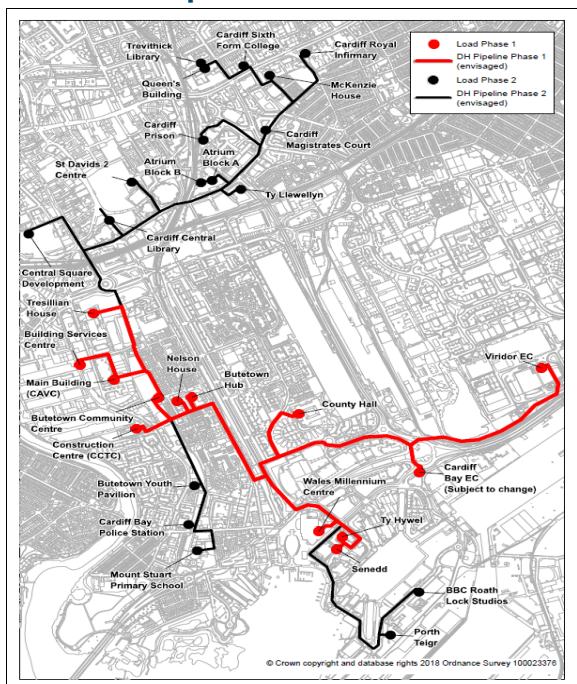 Cardiff Sixth
Form College
Cardiff Royal
Infirmary
Trevithick
Library
Queen's
Building
McKenzie
House
Load Phase 1
DH Pipeline Phase 1
(envisaged)
Load Phase 2
DH Pipeline Phase 2
(envisaged)
Cardiff
Prison
Cardiff
Magistrates Court
Atrium
Block A
St Davids 2
Centre
Atrium
Block B
Ty Llewellyn
Cardiff Central
Library
Central Square
Development
Tresillian
House
Building Services
Centre
Nelson
House
Butetown
Hub
Viridor EC
Main Building
(CAVC)
County Hall
Butetown Community
Centre
Construction
Centre (CCTC)
Wales Millennium
Centre
Cardiff
Bay EC
(Subject to change)
Butetown Youth
Pavilion
Ty Hywel
Cardiff Bay
Police Station
Senedd
Mount Stuart
Primary School
BBC Roath
Lock Studios
Porth
Teigr
© Crown copyright and database rights 2018 Ordnance Survey 100023376